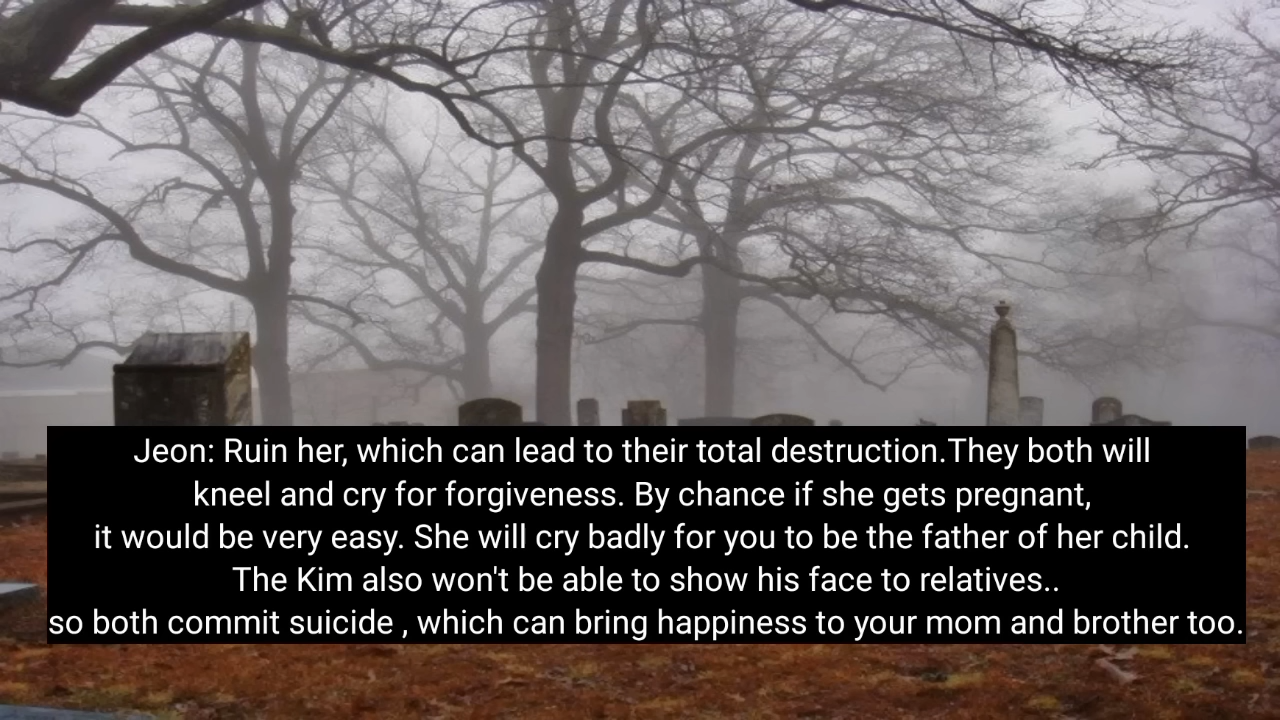 Jeon: Ruin her, which can lead to their total destruction.They both will
kneel and cry for forgiveness. By chance if she gets pregnant,
it would be very easy. She will cry badly for you to be the father of her child.
The Kim also won't be able to show his face to relatives..
so both commit suicide , which can bring happiness to your mom and brother too.